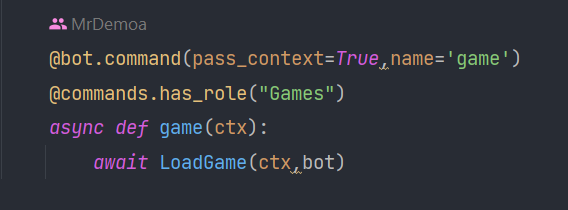 MrDemoa
@bot.command(pass_context=True,name='game')
@commands.has_role("Games")
async def game(ctx):
    await LoadGame(ctx,bot)